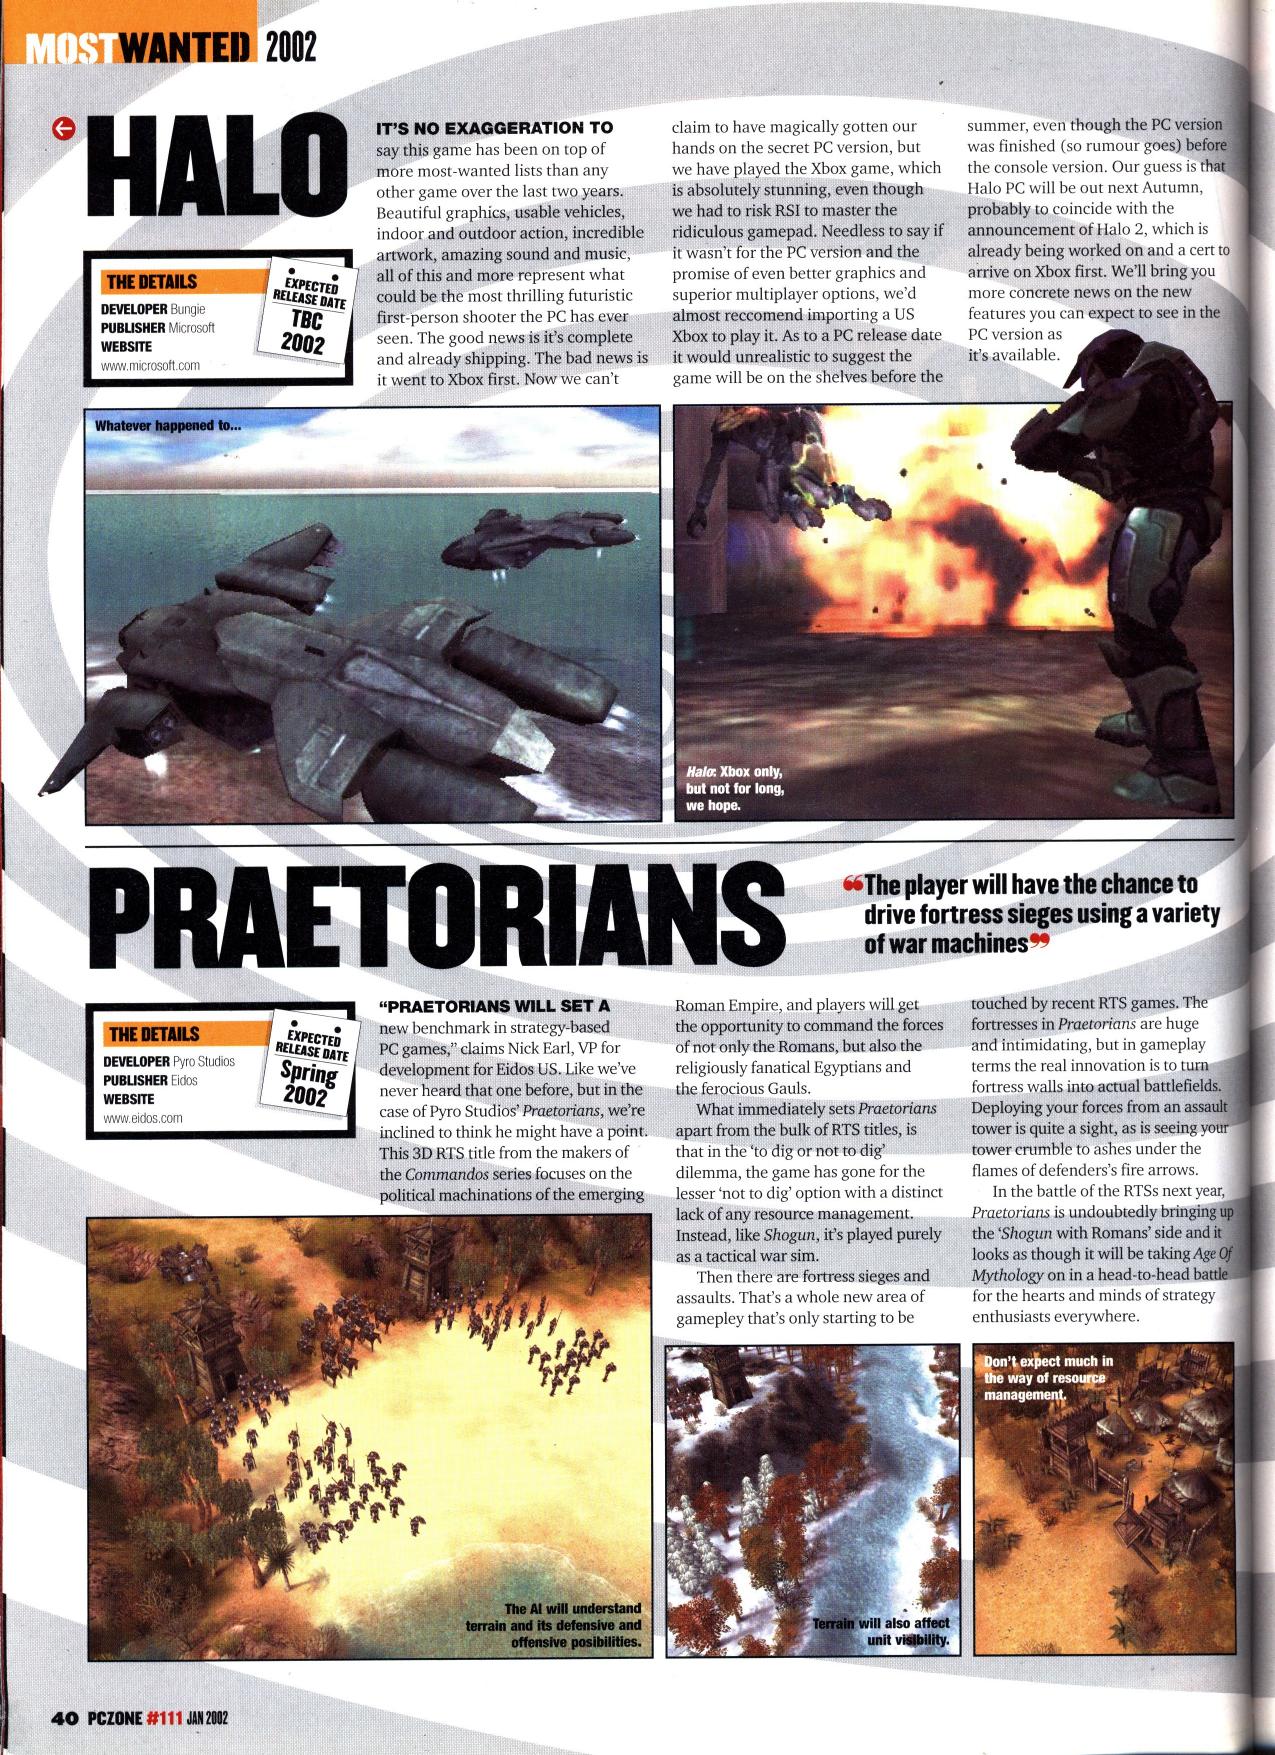 MOSTWANTED 2002
HALO
THE DETAILS
DEVELOPER Bungie
PUBLISHER Microsoft
WEBSITE
www.microsoft.com
EXPECTED
RELEASE DATE
TBC
2002
IT'S NO EXAGGERATION TO
say this game has been on top of
more most-wanted lists than any
other game over the last two years.
Beautiful graphics, usable vehicles,
indoor and outdoor action, incredible
artwork, amazing sound and music,
all of this and more represent what
could be the most thrilling futuristic
first-person shooter the PC has ever
seen. The good news is it's complete
and already shipping. The bad news is
it went to Xbox first. Now we can't
claim to have magically gotten our
hands on the secret PC version, but
we have played the Xbox game, which
is absolutely stunning, even though
we had to risk RSI to master the
ridiculous gamepad. Needless to say if
it wasn't for the PC version and the
promise of even better graphics and
superior multiplayer options, we'd
almost reccomend importing a US
Xbox to play it. As to a PC release date
it would unrealistic to suggest the
game will be on the shelves before the
summer, even though the PC version
was finished (so rumour goes) before
the console version. Our guess is that
Halo PC will be out next Autumn,
probably to coincide with the
announcement of Halo 2, which is
already being worked on and a cert to
arrive on Xbox first. We'll bring you
more concrete news on the new
features you can expect to see in the
PC version as
it's available.
Whatever happened to...
Halo: Xbox only,
but not for long,
we hope.
PRAETORIANS
“The player will have the chance to
drive fortress sieges using a variety
of war machines”
THE DETAILS
DEVELOPER Pyro Studios
PUBLISHER Eidos
WEBSITE
www.eidos.com
EXPECTED
RELEASE DATE
Spring
2002
“PRAETORIANS WILL SET A
new benchmark in strategy-based
PC games,” claims Nick Earl, VP for
development for Eidos US. Like we've
never heard that one before, but in the
case of Pyro Studios' Praetorians, we're
inclined to think he might have a point.
This 3D RTS title from the makers of
the Commandos series focuses on the
political machinations of the emerging
Roman Empire, and players will get
the opportunity to command the forces
of not only the Romans, but also the
religiously fanatical Egyptians and
the ferocious Gauls.
What immediately sets Praetorians
apart from the bulk of RTS titles, is
that in the 'to dig or not to dig'
dilemma, the game has gone for the
lesser 'not to dig' option with a distinct
lack of any resource management.
Instead, like Shogun, it's played purely
as a tactical war sim.
Then there are fortress sieges and
assaults. That's a whole new area of
gamepley that's only starting to be
touched by recent RTS games. The
fortresses in Praetorians are huge
and intimidating, but in gameplay
terms the real innovation is to turn
fortress walls into actual battlefields.
Deploying your forces from an assault
tower is quite a sight, as is seeing your
tower crumble to ashes under the
flames of defenders's fire arrows.
In the battle of the RTSs next year,
Praetorians is undoubtedly bringing up
the 'Shogun with Romans' side and it
looks as though it will be taking Age Of
Mythology on in a head-to-head battle
for the hearts and minds of strategy
enthusiasts everywhere.
The AI will understand
terrain and its defensive and
offensive posibilities.
Terrain will also affect
unit visibility.
Don't expect much in
the way of resource
management.
40 PCZONE #111 JAN 2002